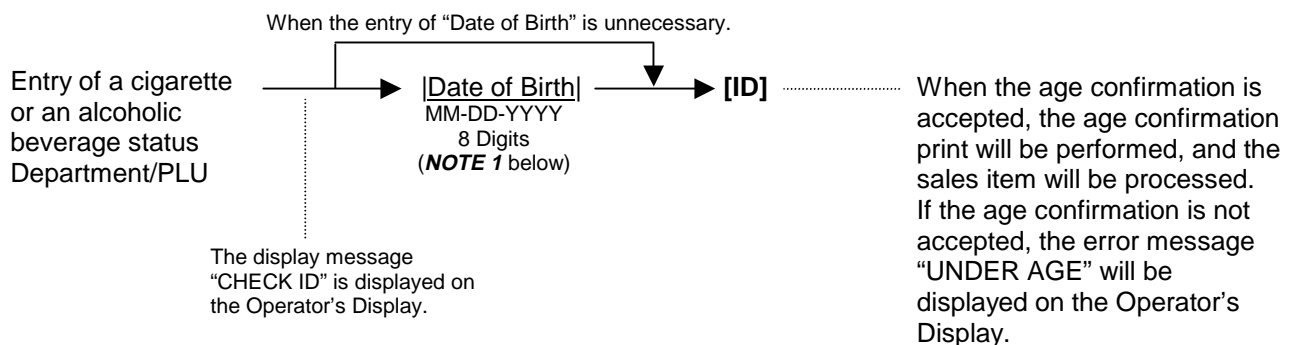 When the entry of “Date of Birth” is unnecessary.
Entry of a cigarette
or an alcoholic
beverage status
Department/PLU
|Date of Birth|
MM-DD-YYYY
8 Digits
(NOTE 1 below)
[ID]
When the age confirmation is
accepted, the age confirmation
print will be performed, and the
sales item will be processed.
If the age confirmation is not
accepted, the error message
“UNDER AGE” will be
displayed on the Operator’s
Display.
The display message
“CHECK ID” is displayed on
the Operator’s Display.